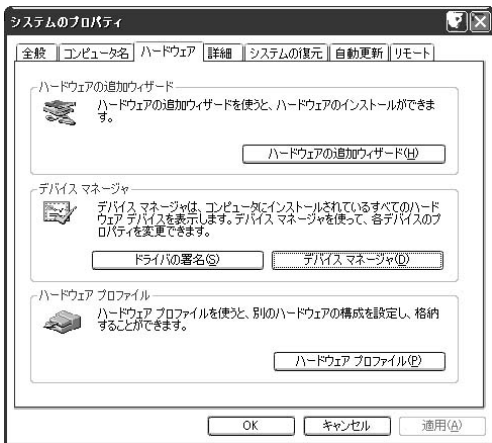 システムのプロパティ
全般 コンピュータ名 ハードウェア 詳細 システムの復元 自動更新 リモート
ハードウェアの追加ウィザード
ハードウェアの追加ウィザードを使うと、ハードウェアのインストールができま
す。
ハードウェアの追加ウィザード(H)
デバイス マネージャ
デバイス マネージャは、コンピュータにインストールされているすべてのハード
ウェア デバイスを表示します。デバイス マネージャを使って、各デバイスのプ
ロパティを変更できます。
ドライバの署名(S) デバイス マネージャ(D)
ハードウェア プロファイル
ハードウェア プロファイルを使うと、別のハードウェアの構成を設定し、格納
することができます。
ハードウェア プロファイル(P)
OK キャンセル 適用(A)